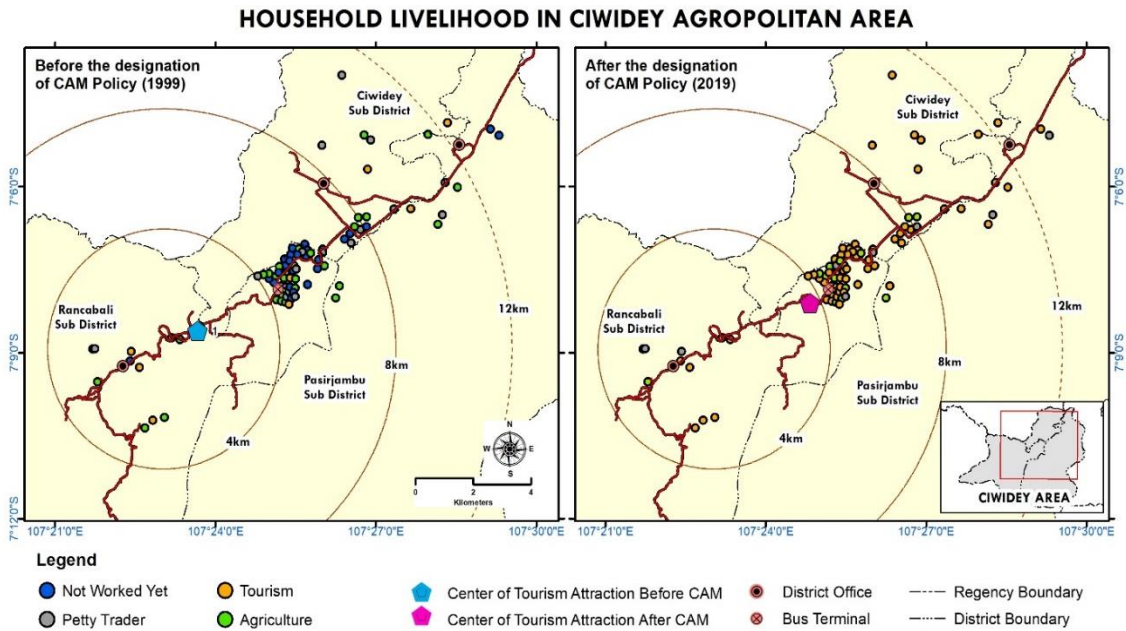 HOUSEHOLD LIVELIHOOD IN CIWIDEY AGROPOLITAN AREA
Before the designation
of CAM Policy (1999)
Ciwidey
Sub District
Rancabali
Sub District
Pasirjambu
Sub District
4km
8km
12km
1
N
W E
S
0 2 4
Kilometers
7°6'0"S
7°9'0"S
7°12'0"S
107°21'0"E 107°24'0"E 107°27'0"E 107°30'0"E
After the designation
of CAM Policy (2019)
Ciwidey
Sub District
Rancabali
Sub District
Pasirjambu
Sub District
4km
8km
12km
CIWIDEY AREA
7°6'0"S
7°9'0"S
107°21'0"E 107°24'0"E 107°27'0"E 107°30'0"E
Legend
Not Worked Yet Tourism Center of Tourism Attraction Before CAM District Office Regency Boundary
Petty Trader Agriculture Center of Tourism Attraction After CAM Bus Terminal District Boundary